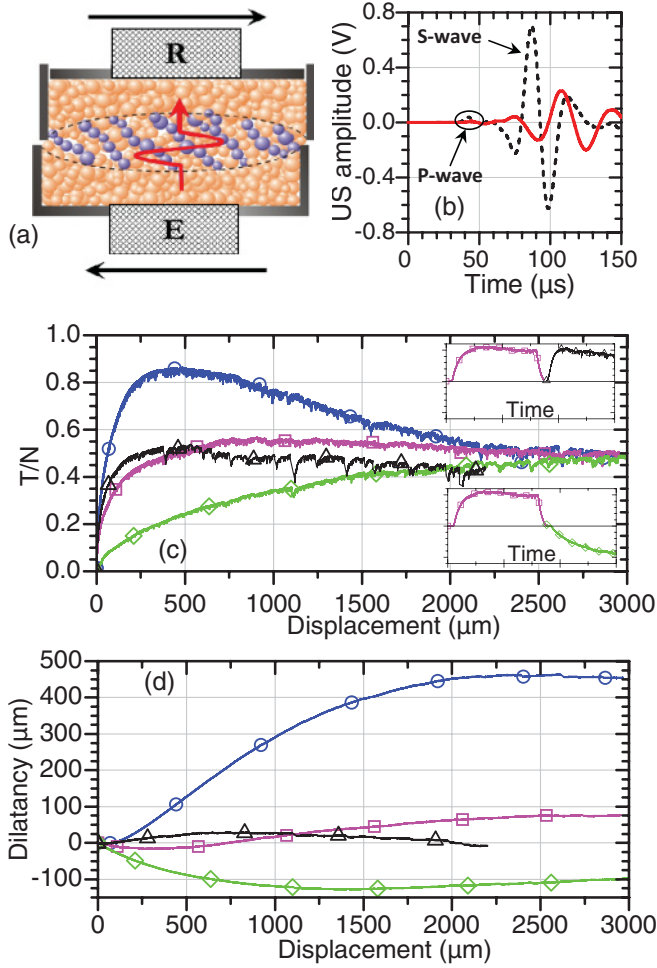 R
E
(a)
US amplitude (V)
0.8
0.4
0.0
-0.4
-0.8
S-wave
P-wave
(b)
0
50
100
150
Time (µs)
T/N
1.0
0.8
0.6
0.4
0.2
0.0
Time
Time
(c)
0
500
1000
1500
2000
2500
3000
Displacement (µm)
Dilatancy (µm)
500
400
300
200
100
0
-100
(d)
0
500
1000
1500
2000
2500
3000
Displacement (µm)